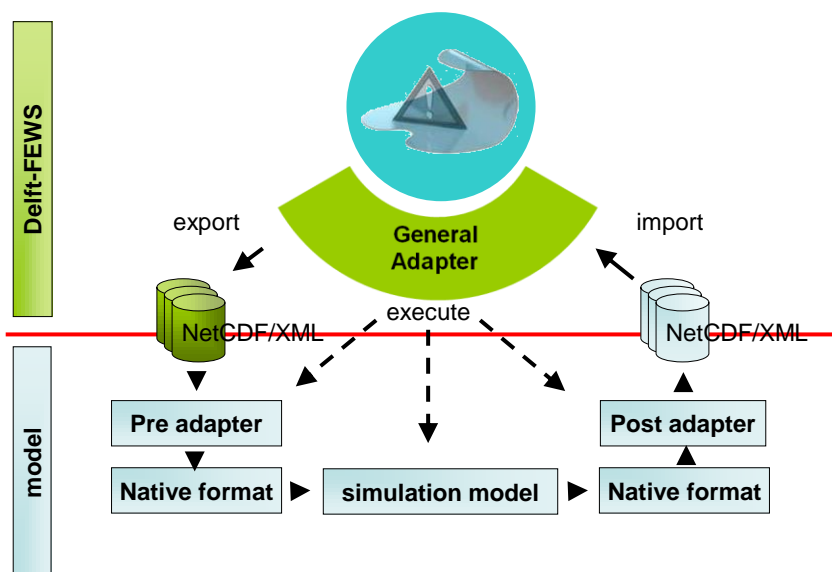 Delft-FEWS
export
General
Adapter
import
NetCDF/XML
execute
NetCDF/XML
model
Pre adapter
Post adapter
Native format
simulation model
Native format